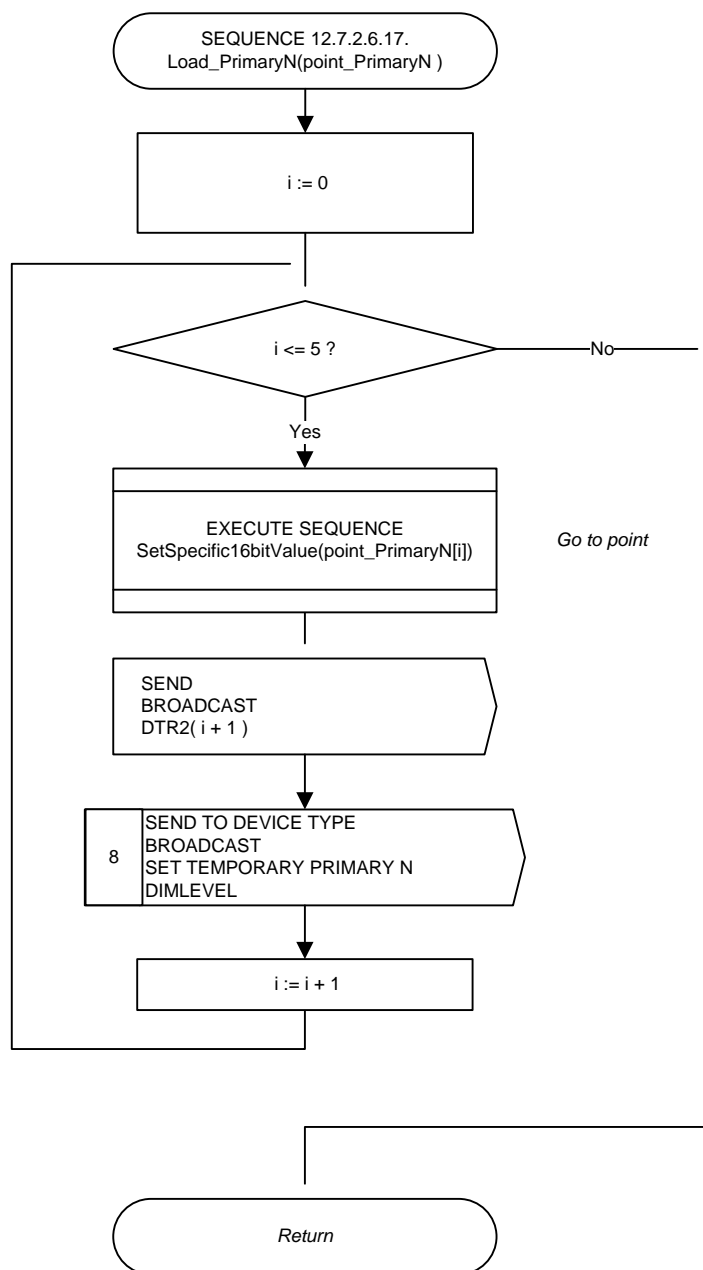 SEQUENCE 12.7.2.6.17.
Load_PrimaryN(point_PrimaryN )
i := 0
i <= 5 ?
No
Yes
EXECUTE SEQUENCE
SetSpecific16bitValue(point_PrimaryN[i])
Go to point
SEND
BROADCAST
DTR2( i + 1 )
8
SEND TO DEVICE TYPE
BROADCAST
SET TEMPORARY PRIMARY N
DIMLEVEL
i := i + 1
Return